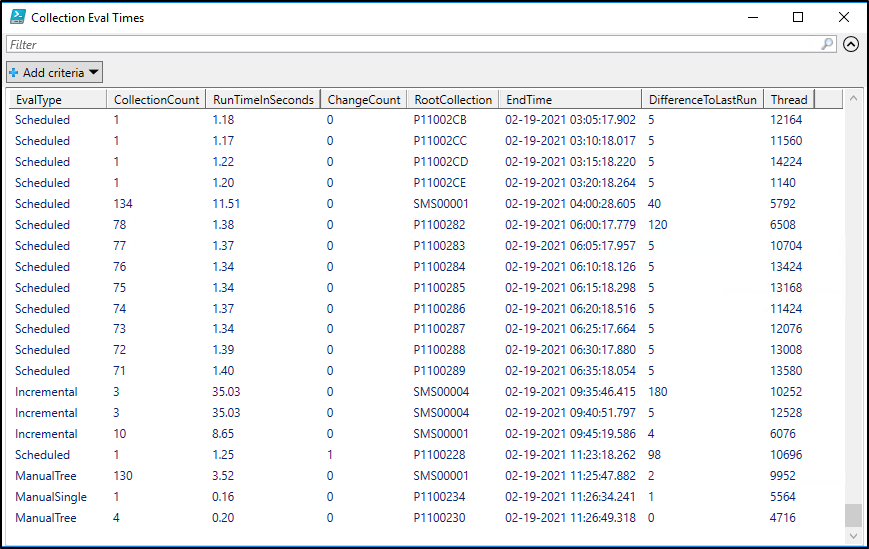 Collection Eval Times
Filter
Add criteria
EvalType CollectionCount RunTimeInSeconds ChangeCount RootCollection EndTime DifferenceToLastRun Thread
Scheduled 1 1.18 0 P11002CB 02-19-2021 03:05:17.902 5 12164
Scheduled 1 1.17 0 P11002CC 02-19-2021 03:10:18.017 5 11560
Scheduled 1 1.22 0 P11002CD 02-19-2021 03:15:18.220 5 14224
Scheduled 1 1.20 0 P11002CE 02-19-2021 03:20:18.264 5 1140
Scheduled 134 11.51 0 SMS00001 02-19-2021 04:00:28.605 40 5792
Scheduled 78 1.38 0 P1100282 02-19-2021 06:00:17.779 120 6508
Scheduled 77 1.37 0 P1100283 02-19-2021 06:05:17.957 5 10704
Scheduled 76 1.34 0 P1100284 02-19-2021 06:10:18.126 5 13424
Scheduled 75 1.34 0 P1100285 02-19-2021 06:15:18.298 5 13168
Scheduled 74 1.37 0 P1100286 02-19-2021 06:20:18.516 5 11424
Scheduled 73 1.34 0 P1100287 02-19-2021 06:25:17.664 5 12076
Scheduled 72 1.39 0 P1100288 02-19-2021 06:30:17.880 5 13008
Scheduled 71 1.40 0 P1100289 02-19-2021 06:35:18.054 5 13580
Incremental 3 35.03 0 SMS00004 02-19-2021 09:35:46.415 180 10252
Incremental 3 35.03 0 SMS00004 02-19-2021 09:40:51.797 5 12528
Incremental 10 8.65 0 SMS00001 02-19-2021 09:45:19.586 4 6076
Scheduled 1 1.25 1 P1100228 02-19-2021 11:23:18.262 98 10696
ManualTree 130 3.52 0 SMS00001 02-19-2021 11:25:47.882 2 9952
ManualSingle 1 0.16 0 P1100234 02-19-2021 11:26:34.241 1 5564
ManualTree 4 0.20 0 P1100230 02-19-2021 11:26:49.318 0 4716